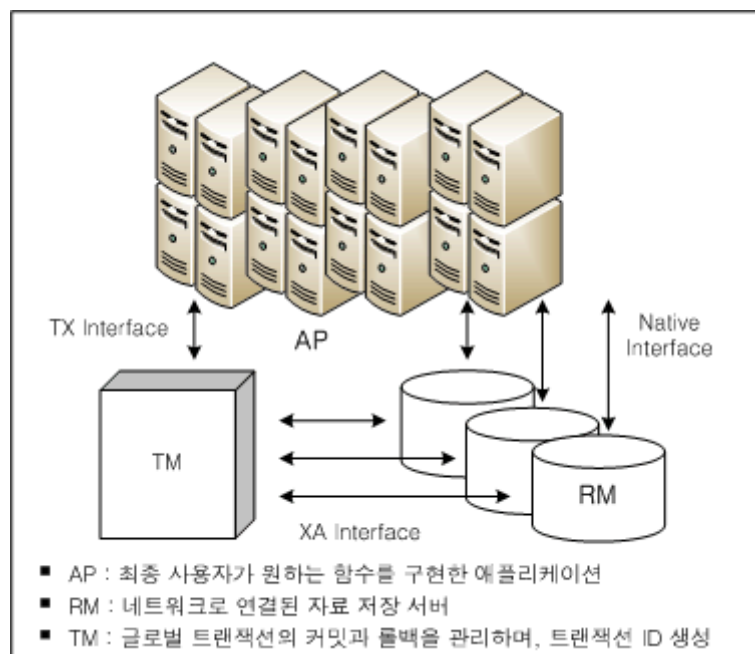 TX Interface
AP
Native
Interface
TM
RM
XA Interface
■ AP : 최종 사용자가 원하는 함수를 구현한 애플리케이션
■ RM : 네트워크로 연결된 자료 저장 서버
■ TM : 글로벌 트랜잭션의 커밋과 롤백을 관리하며, 트랜잭션 ID 생성